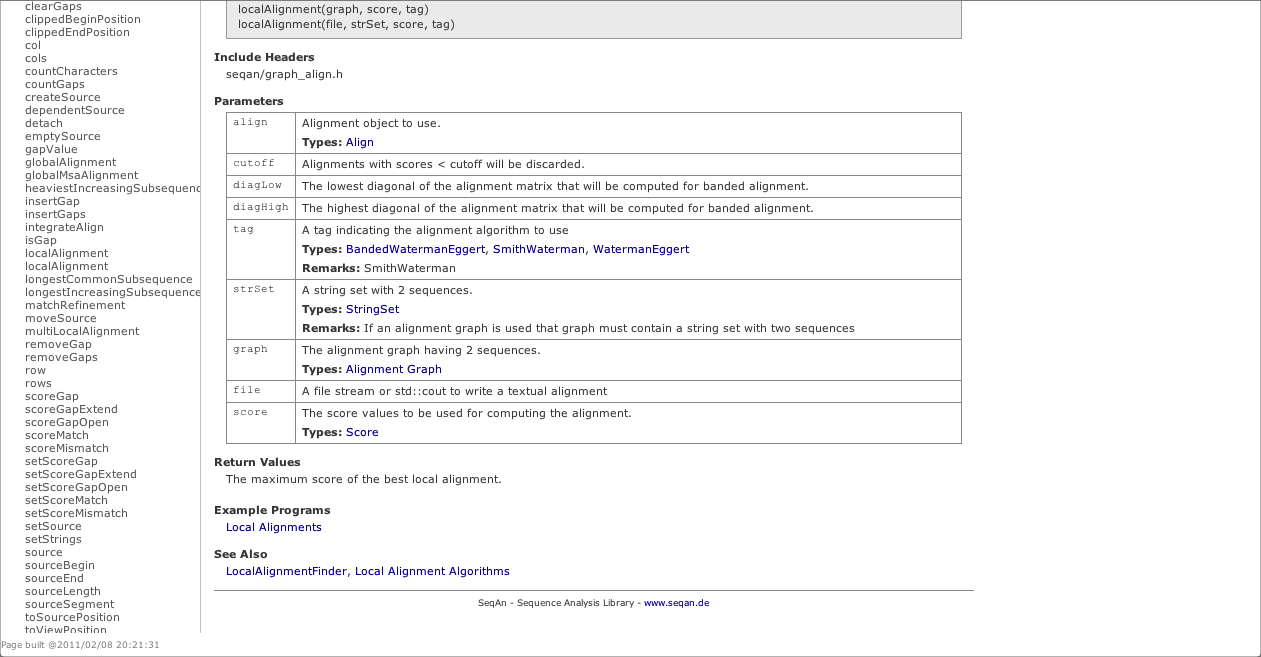 clearGaps
clippedBeginPosition
clippedEndPosition
col
cols
countCharacters
countGaps
createSource
dependentSource
detach
emptySource
gapValue
globalAlignment
globalMsaAlignment
heaviestIncreasingSubsequenc
insertGap
insertGaps
integrateAlign
isGap
localAlignment
localAlignment
longestCommonSubsequence
longestIncreasingSubsequence
matchRefinement
moveSource
multiLocalAlignment
removeGap
removeGaps
row
rows
scoreGap
scoreGapExtend
scoreGapOpen
scoreMatch
scoreMismatch
setScoreGap
setScoreGapExtend
setScoreGapOpen
setScoreMatch
setScoreMismatch
setSource
setStrings
source
sourceBegin
sourceEnd
sourceLength
sourceSegment
toSourcePosition
toViewPosition
localAlignment(graph, score, tag)
localAlignment(file, strSet, score, tag)
Include Headers
seqan/graph_align.h
Parameters
align Alignment object to use.
Types: Align
cutoff Alignments with scores < cutoff will be discarded.
diagLow The lowest diagonal of the alignment matrix that will be computed for banded alignment.
diagHigh The highest diagonal of the alignment matrix that will be computed for banded alignment.
tag A tag indicating the alignment algorithm to use
Types: BandedWatermanEggert, SmithWaterman, WatermanEggert
Remarks: SmithWaterman
strSet A string set with 2 sequences.
Types: StringSet
Remarks: If an alignment graph is used that graph must contain a string set with two sequences
graph The alignment graph having 2 sequences.
Types: Alignment Graph
file A file stream or std::cout to write a textual alignment
score The score values to be used for computing the alignment.
Types: Score
Return Values
The maximum score of the best local alignment.
Example Programs
Local Alignments
See Also
LocalAlignmentFinder, Local Alignment Algorithms
SeqAn - Sequence Analysis Library - www.seqan.de
Page built @2011/02/08 20:21:31